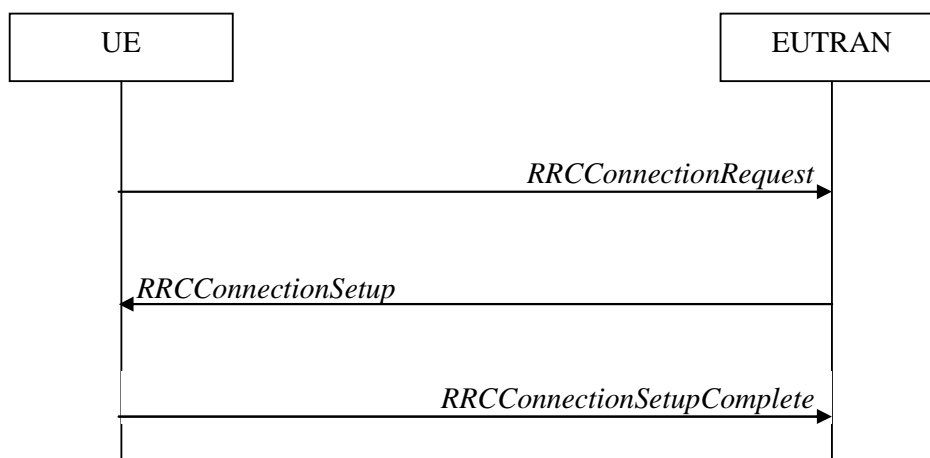 UE
EUTRAN
RRCConnectionRequest
RRCConnectionSetup
RRCConnectionSetupComplete